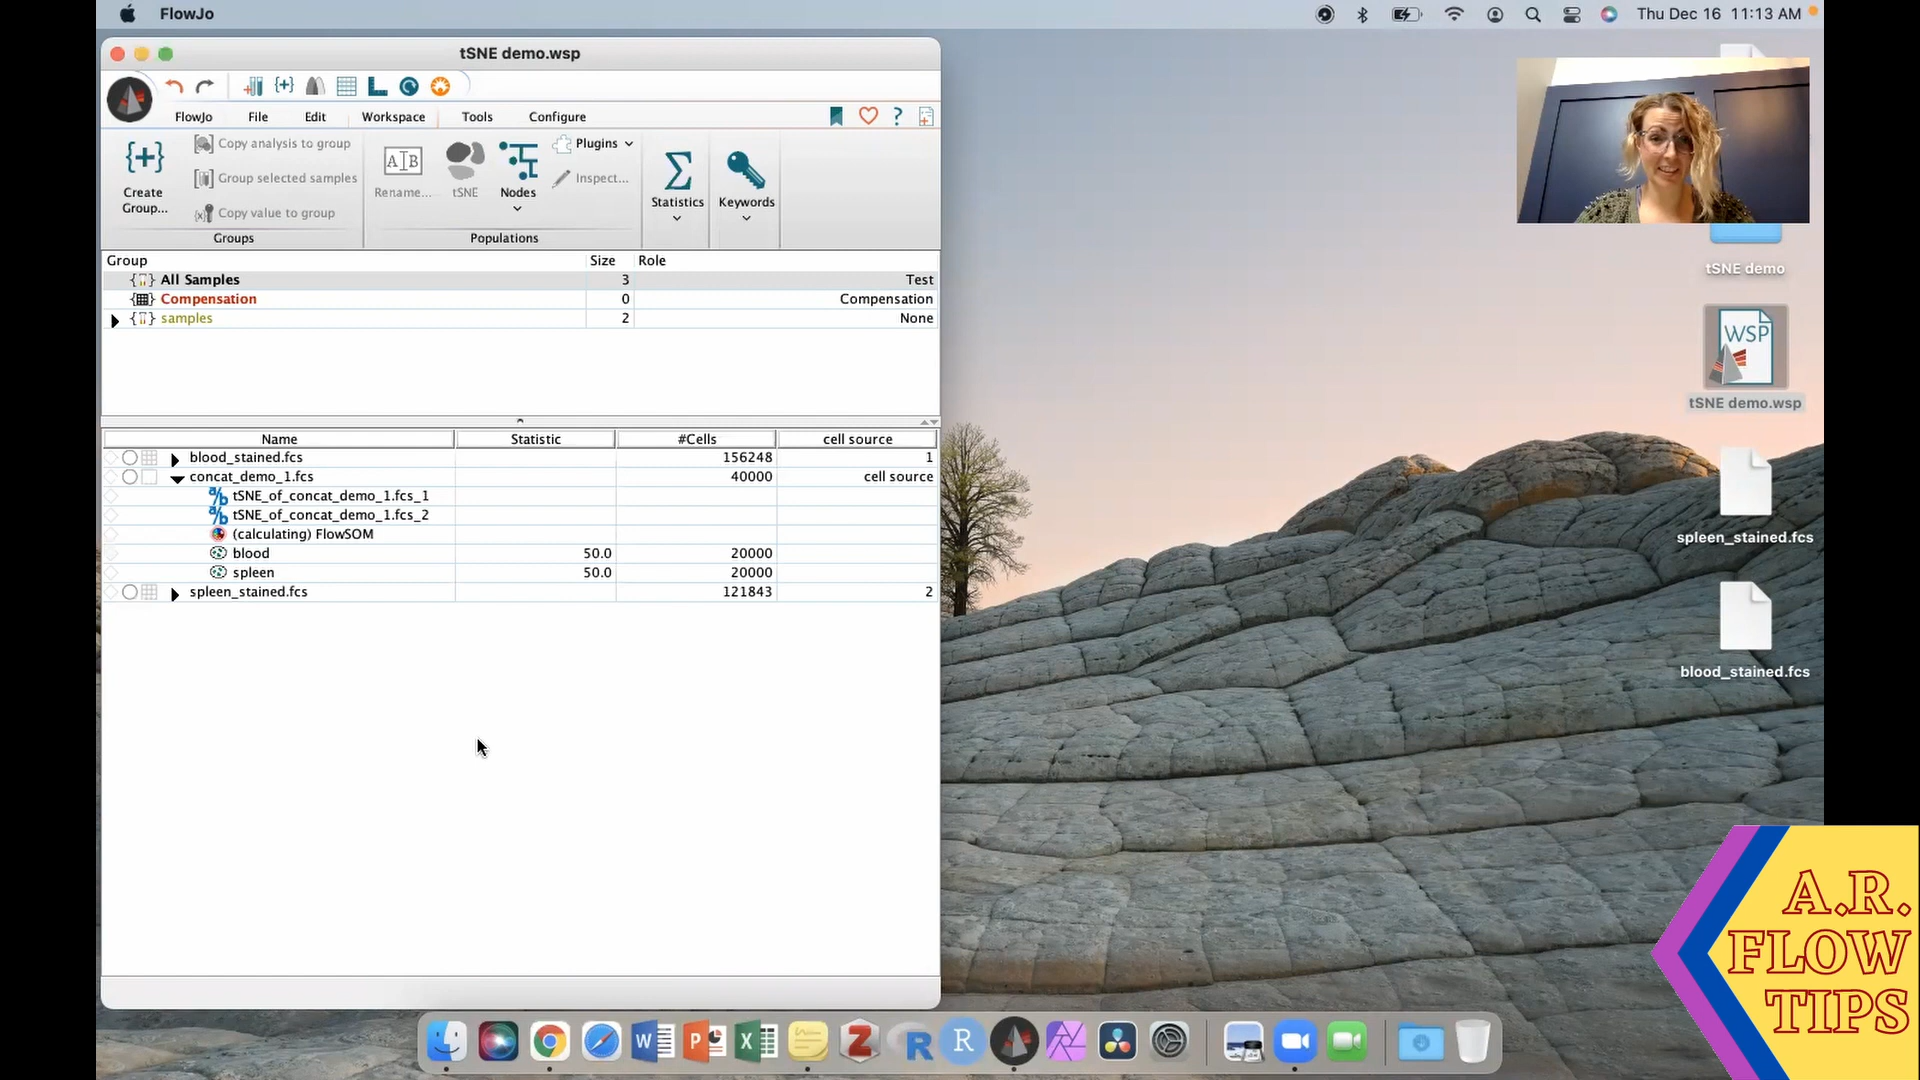 FlowJo
Thu Dec 16 11:13 AM
tSNE demo.wsp
FlowJo
File
Edit
Workspace
Tools
Configure
Create
Group...
Copy analysis to group
Group selected samples
Copy value to group
Groups
Rename...
tSNE
Nodes
Plugins
Inspect...
Populations
Statistics
Keywords
Group Size Role
All Samples 3 Test
Compensation 0 Compensation
samples 2 None
Name Statistic #Cells cell source
blood_stained.fcs 156248 1
concat_demo_1.fcs 40000 cell source
tSNE_of_concat_demo_1.fcs_1
tSNE_of_concat_demo_1.fcs_2
(calculating) FlowSOM
blood 50.0 20000
spleen 50.0 20000
spleen_stained.fcs 121843 2
tSNE demo
WSP
tSNE demo.wsp
spleen_stained.fcs
blood_stained.fcs
A.R.
FLOW
TIPS